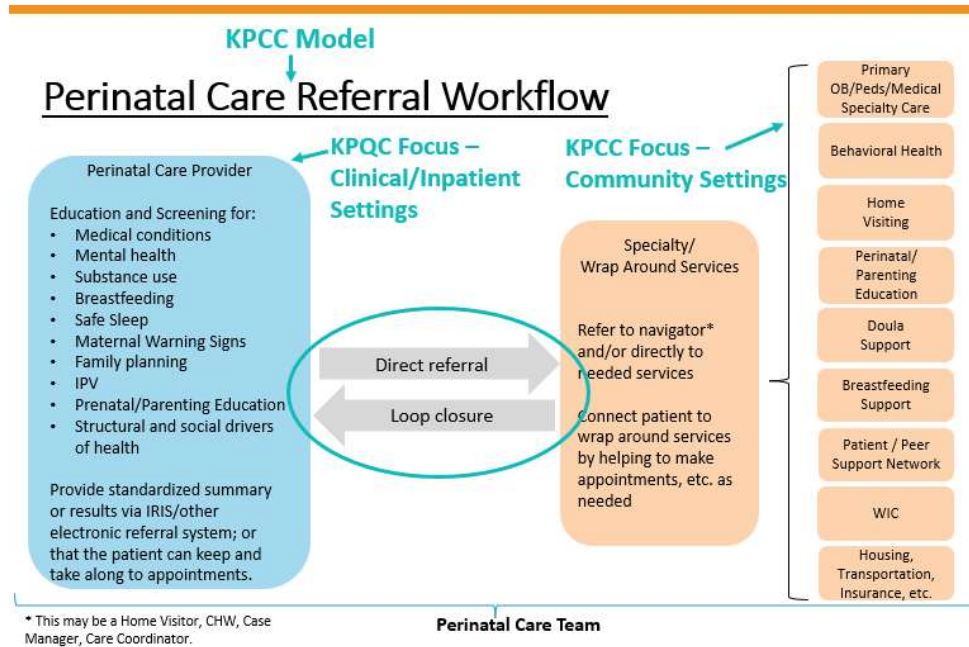 KPCC Model
Perinatal Care Referral Workflow
KPQC Focus –
Clinical/Inpatient
Settings
KPCC Focus –
Community Settings
Perinatal Care Provider
Education and Screening for:
• Medical conditions
• Mental health
• Substance use
• Breastfeeding
• Safe Sleep
• Maternal Warning Signs
• Family planning
• IPV
• Prenatal/Parenting Education
• Structural and social drivers
of health
Provide standardized summary
or results via IRIS/other
electronic referral system; or
that the patient can keep and
take along to appointments.
Direct referral
Loop closure
Specialty/
Wrap Around Services
Refer to navigator*
and/or directly to
needed services
Connect patient to
wrap around services
by helping to make
appointments, etc. as
needed
Primary
OB/Peds/Medical
Specialty Care
Behavioral Health
Home
Visiting
Perinatal/
Parenting
Education
Doula
Support
Breastfeeding
Support
Patient / Peer
Support Network
WIC
Housing,
Transportation,
Insurance, etc.
* This may be a Home Visitor, CHW, Case
Manager, Care Coordinator.
Perinatal Care Team